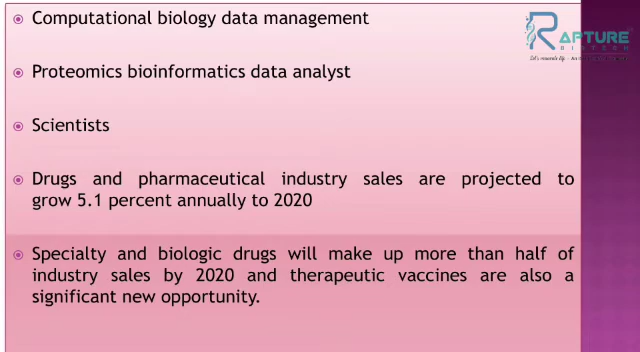 Computational biology data management
RAPTURE
BIOTECH
Proteomics bioinformatics data analyst
Scientists
Drugs and pharmaceutical industry sales are projected to
grow 5.1 percent annually to 2020
Specialty and biologic drugs will make up more than half of
industry sales by 2020 and therapeutic vaccines are also a
significant new opportunity.